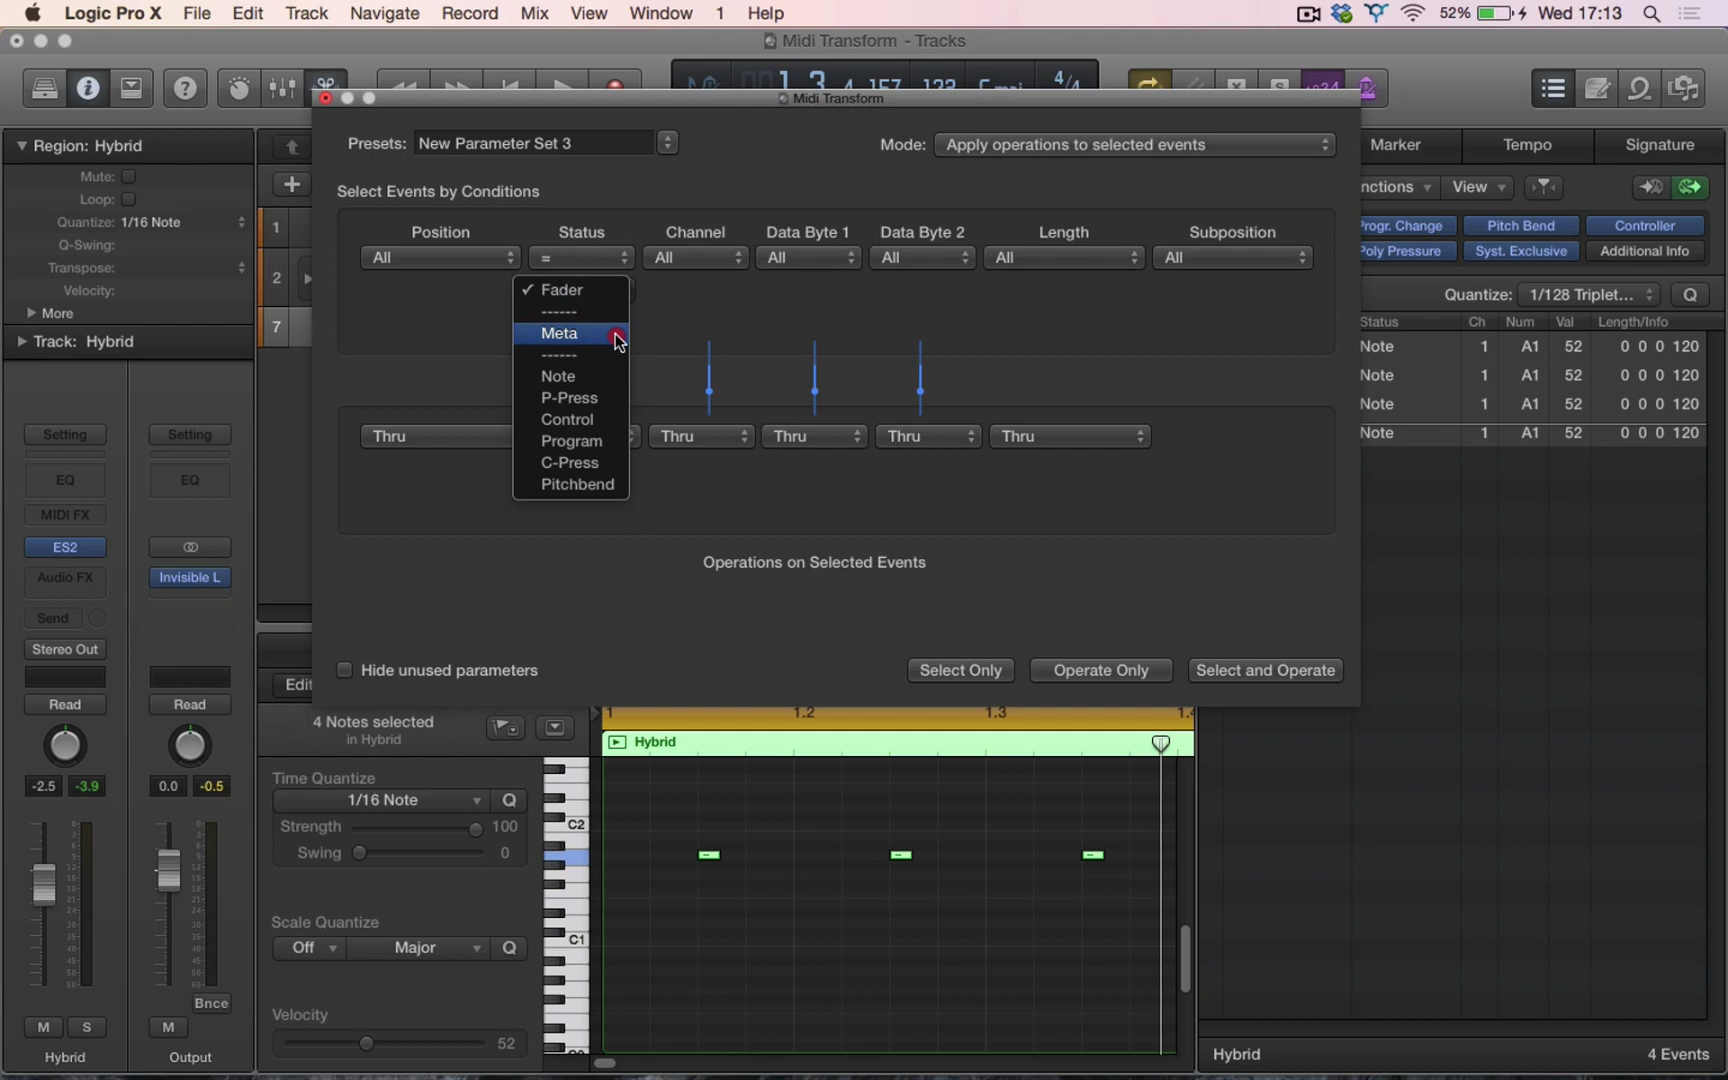 Logic Pro X File Edit Track Navigate Record Mix View Window 1 Help 52% Wed 17:13
Midi Transform - Tracks
Midi Transform
Region: Hybrid
Mute:
Loop:
Quantize: 1/16 Note
Q-Swing:
Transpose:
Velocity:
More
Track: Hybrid
Setting Setting
EQ EQ
MIDI FX
ES2
Audio FX Invisible L
Send
Stereo Out
Read Read
-2.5 -3.9 0.0 -0.5
Bnce
M S M
Hybrid Output
1
2
7
Presets: New Parameter Set 3 Mode: Apply operations to selected events
Select Events by Conditions
Position Status Channel Data Byte 1 Data Byte 2 Length Subposition
All = All All All All All
✓ Fader
------
Meta
------
Note
P-Press
Control
Program
C-Press
Pitchbend
Thru Thru Thru Thru Thru
Operations on Selected Events
Hide unused parameters Select Only Operate Only Select and Operate
Marker Tempo Signature
nctions View
Progr. Change Pitch Bend Controller
Poly Pressure Syst. Exclusive Additional Info
Quantize: 1/128 Triplet... Q
Status Ch Num Val Length/Info
Note 1 A1 52 0 0 0 120
Note 1 A1 52 0 0 0 120
Note 1 A1 52 0 0 0 120
Note 1 A1 52 0 0 0 120
Edit
4 Notes selected
in Hybrid
1 1.2 1.3 1.4
Hybrid
Time Quantize
1/16 Note Q
Strength 100
Swing 0
Scale Quantize
Off Major Q
Velocity
52
C2
C1
Hybrid 4 Events